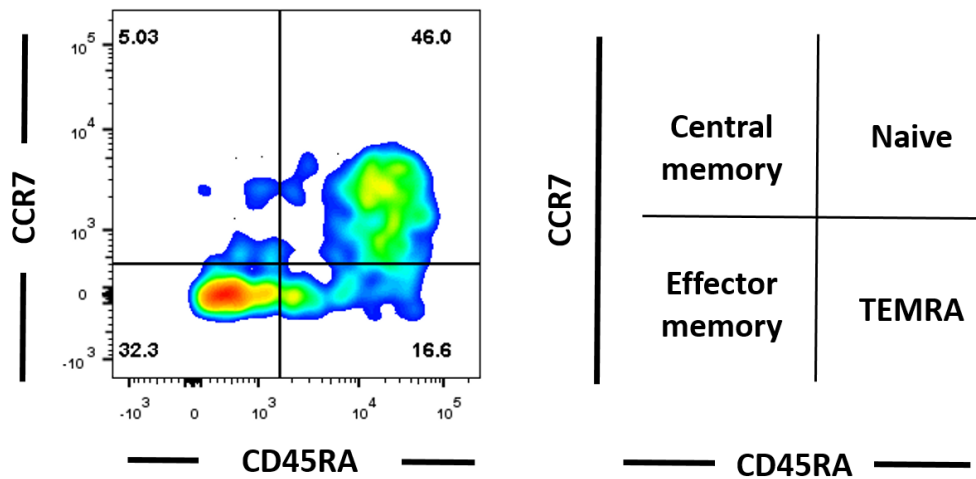 5.03
46.0
10^5
10^4
10^3
0
-10^3
CCR7
32.3
16.6
-10^3
0
10^3
10^4
10^5
CD45RA
CCR7
Central
memory
Naive
Effector
memory
TEMRA
CD45RA